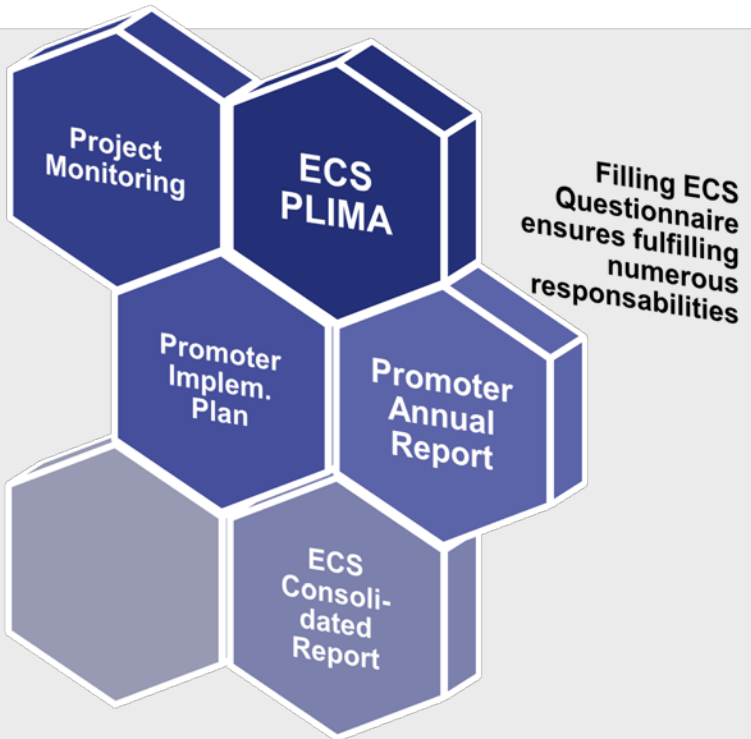 Project
Monitoring
ECS
PLIMA
Filling ECS
Questionnaire
ensures fulfilling
numerous
responsabilities
Promoter
Implem.
Plan
Promoter
Annual
Report
ECS
Consoli-
dated
Report